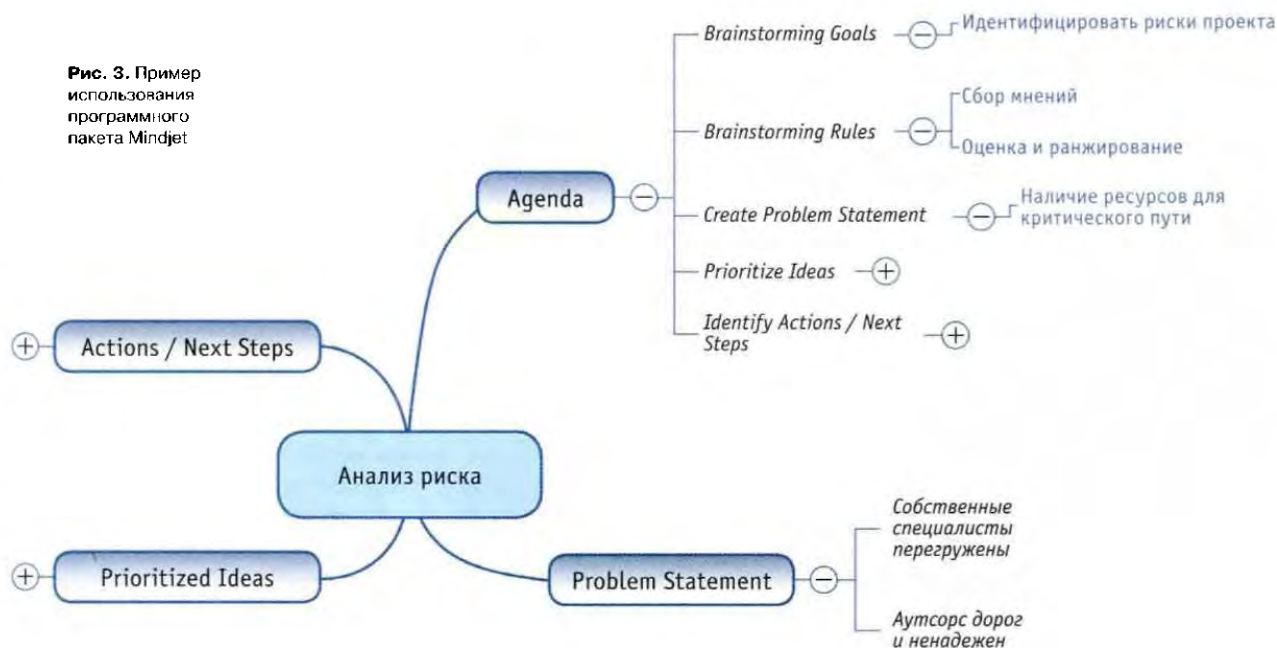 Рис. 3. Пример
использования
программного
пакета Mindjet
Agenda
Brainstorming Goals
Идентифицировать риски проекта
Brainstorming Rules
Сбор мнений
Оценка и ранжирование
Create Problem Statement
Наличие ресурсов для
критического пути
Prioritize Ideas
Identify Actions / Next
Steps
Actions / Next Steps
Анализ риска
Prioritized Ideas
Problem Statement
Собственные
специалисты
перегружены
Аутсорс дорог
и ненадежен